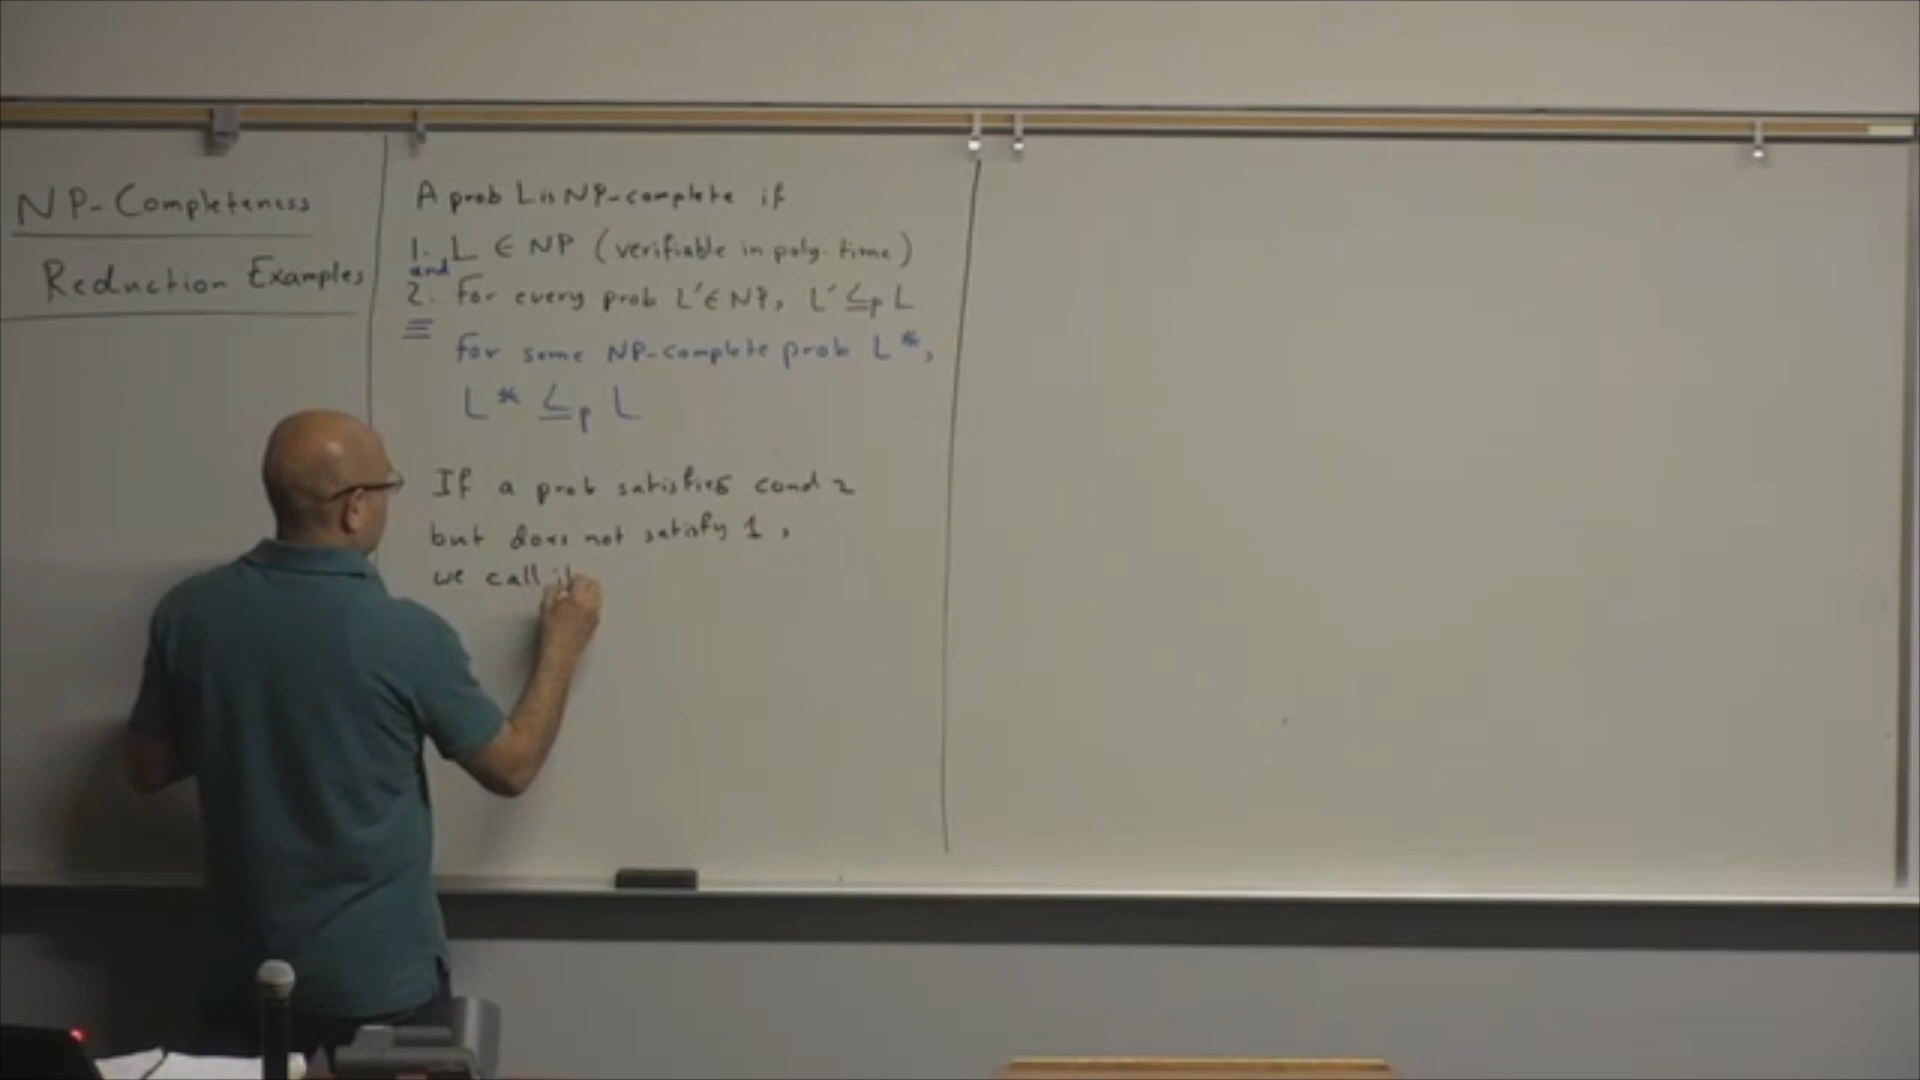 NP-Completeness
Reduction Examples
A prob L is NP-complete if
1. L ∈ NP (verifiable in poly. time)
and
2. For every prob L' ∈ NP, L' ≤p L
≡
For some NP-complete prob L*,
L* ≤p L
If a prob satisfies cond 2
but does not satisfy 1,
we call it